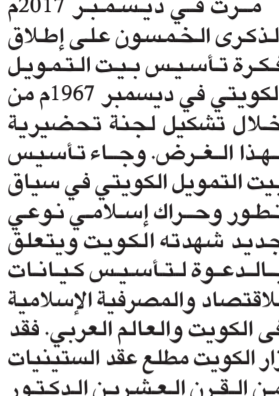 مرت في ديسمبر 2017م
الذكرى الخمسون على إطلاق
فكرة تأسيس بيت التمويل
الكويتي في ديسمبر 1967م من
خلال تشكيل لجنة تحضيرية
لهذا الغرض. وجاء تأسيس
بيت التمويل الكويتي في سياق
تطور وحراك إسلامي نوعي
جديد شهدته الكويت ويتعلق
بالدعوة لتأسيس كيانات
للاقتصاد والمصرفية الإسلامية
في الكويت والعالم العربي. فقد
زار الكويت مطلع عقد الستينيات
من القرن العشرين الدكتور